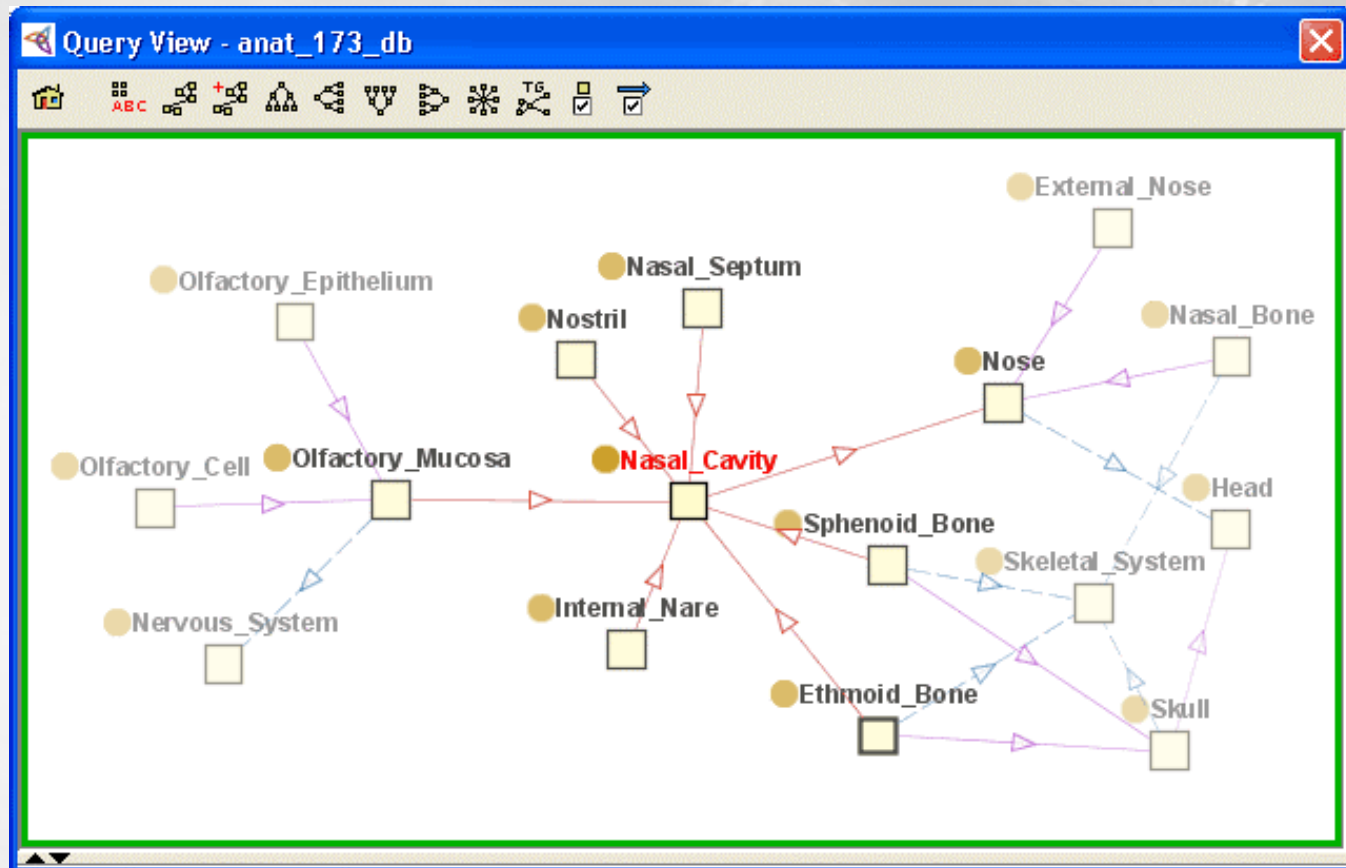 Query View - anat_173_db
ABC
+
TG
External_Nose
Nasal_Septum
Olfactory_Epithelium
Nostril
Nasal_Bone
Nose
Olfactory_Mucosa
Nasal_Cavity
Olfactory_Cell
Head
Sphenoid_Bone
Skeletal_System
Internal_Nare
Nervous_System
Ethmoid_Bone
Skull